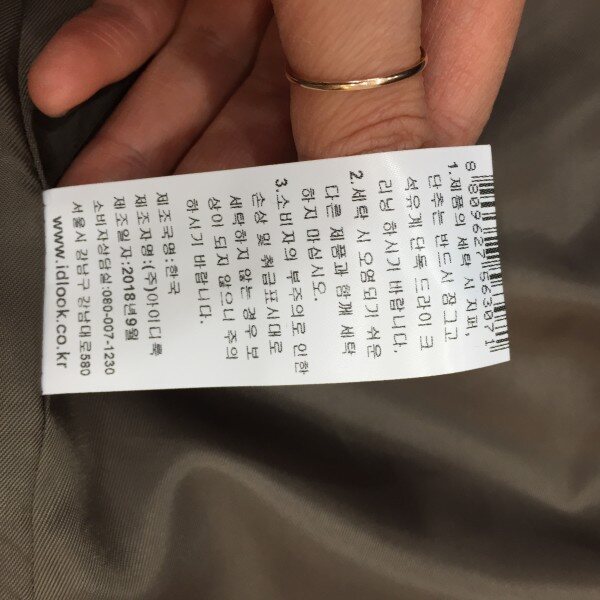 8 809627 563071
1.제품의 세탁 시 지퍼,
단추는 반드시 잠그고
석유계 단독 드라이 크
리닝 하시기 바랍니다.
2.세탁 시 오염되기 쉬운
다른 제품과 함께 세탁
하지 마십시오.
3.소비자의 부주의로 인한
손상 및 취급표시대로
세탁하지 않는 경우 보
상이 되지 않으니 주의
하시기 바랍니다.
제조국명:한국
제조자명:(주)아이디룩
제조일자:2018년9월
소비자상담실:080-007-1230
서울시 강남구 강남대로580
www.idlook.co.kr